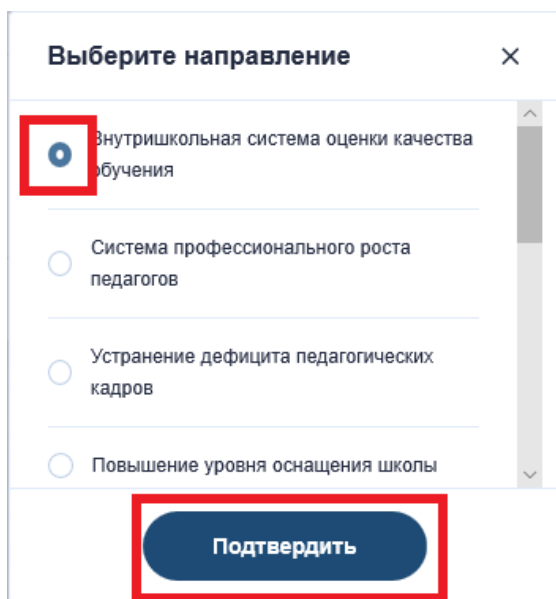 Выберите направление
Внутришкольная система оценки качества
обучения
Система профессионального роста
педагогов
Устранение дефицита педагогических
кадров
Повышение уровня оснащения школы
Подтвердить